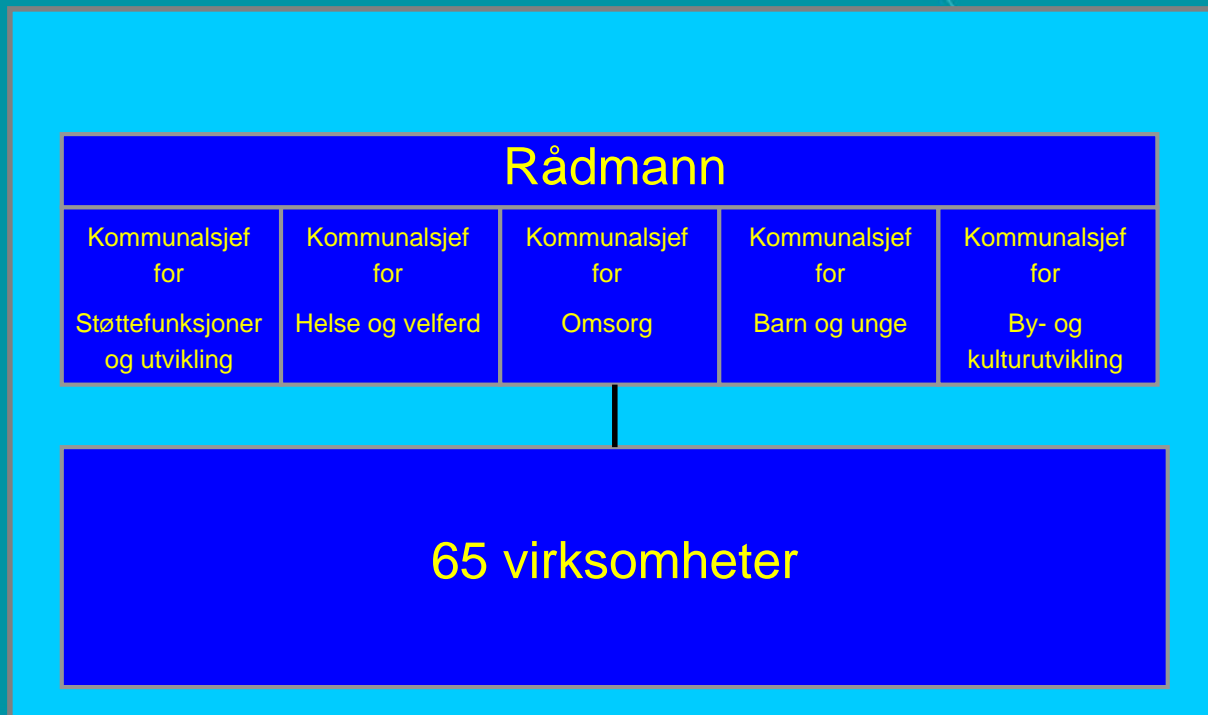 Rådmann
Kommunalsjef
for
Støttefunksjoner
og utvikling
Kommunalsjef
for
Helse og velferd
Kommunalsjef
for
Omsorg
Kommunalsjef
for
Barn og unge
Kommunalsjef
for
By- og
kulturutvikling
65 virksomheter